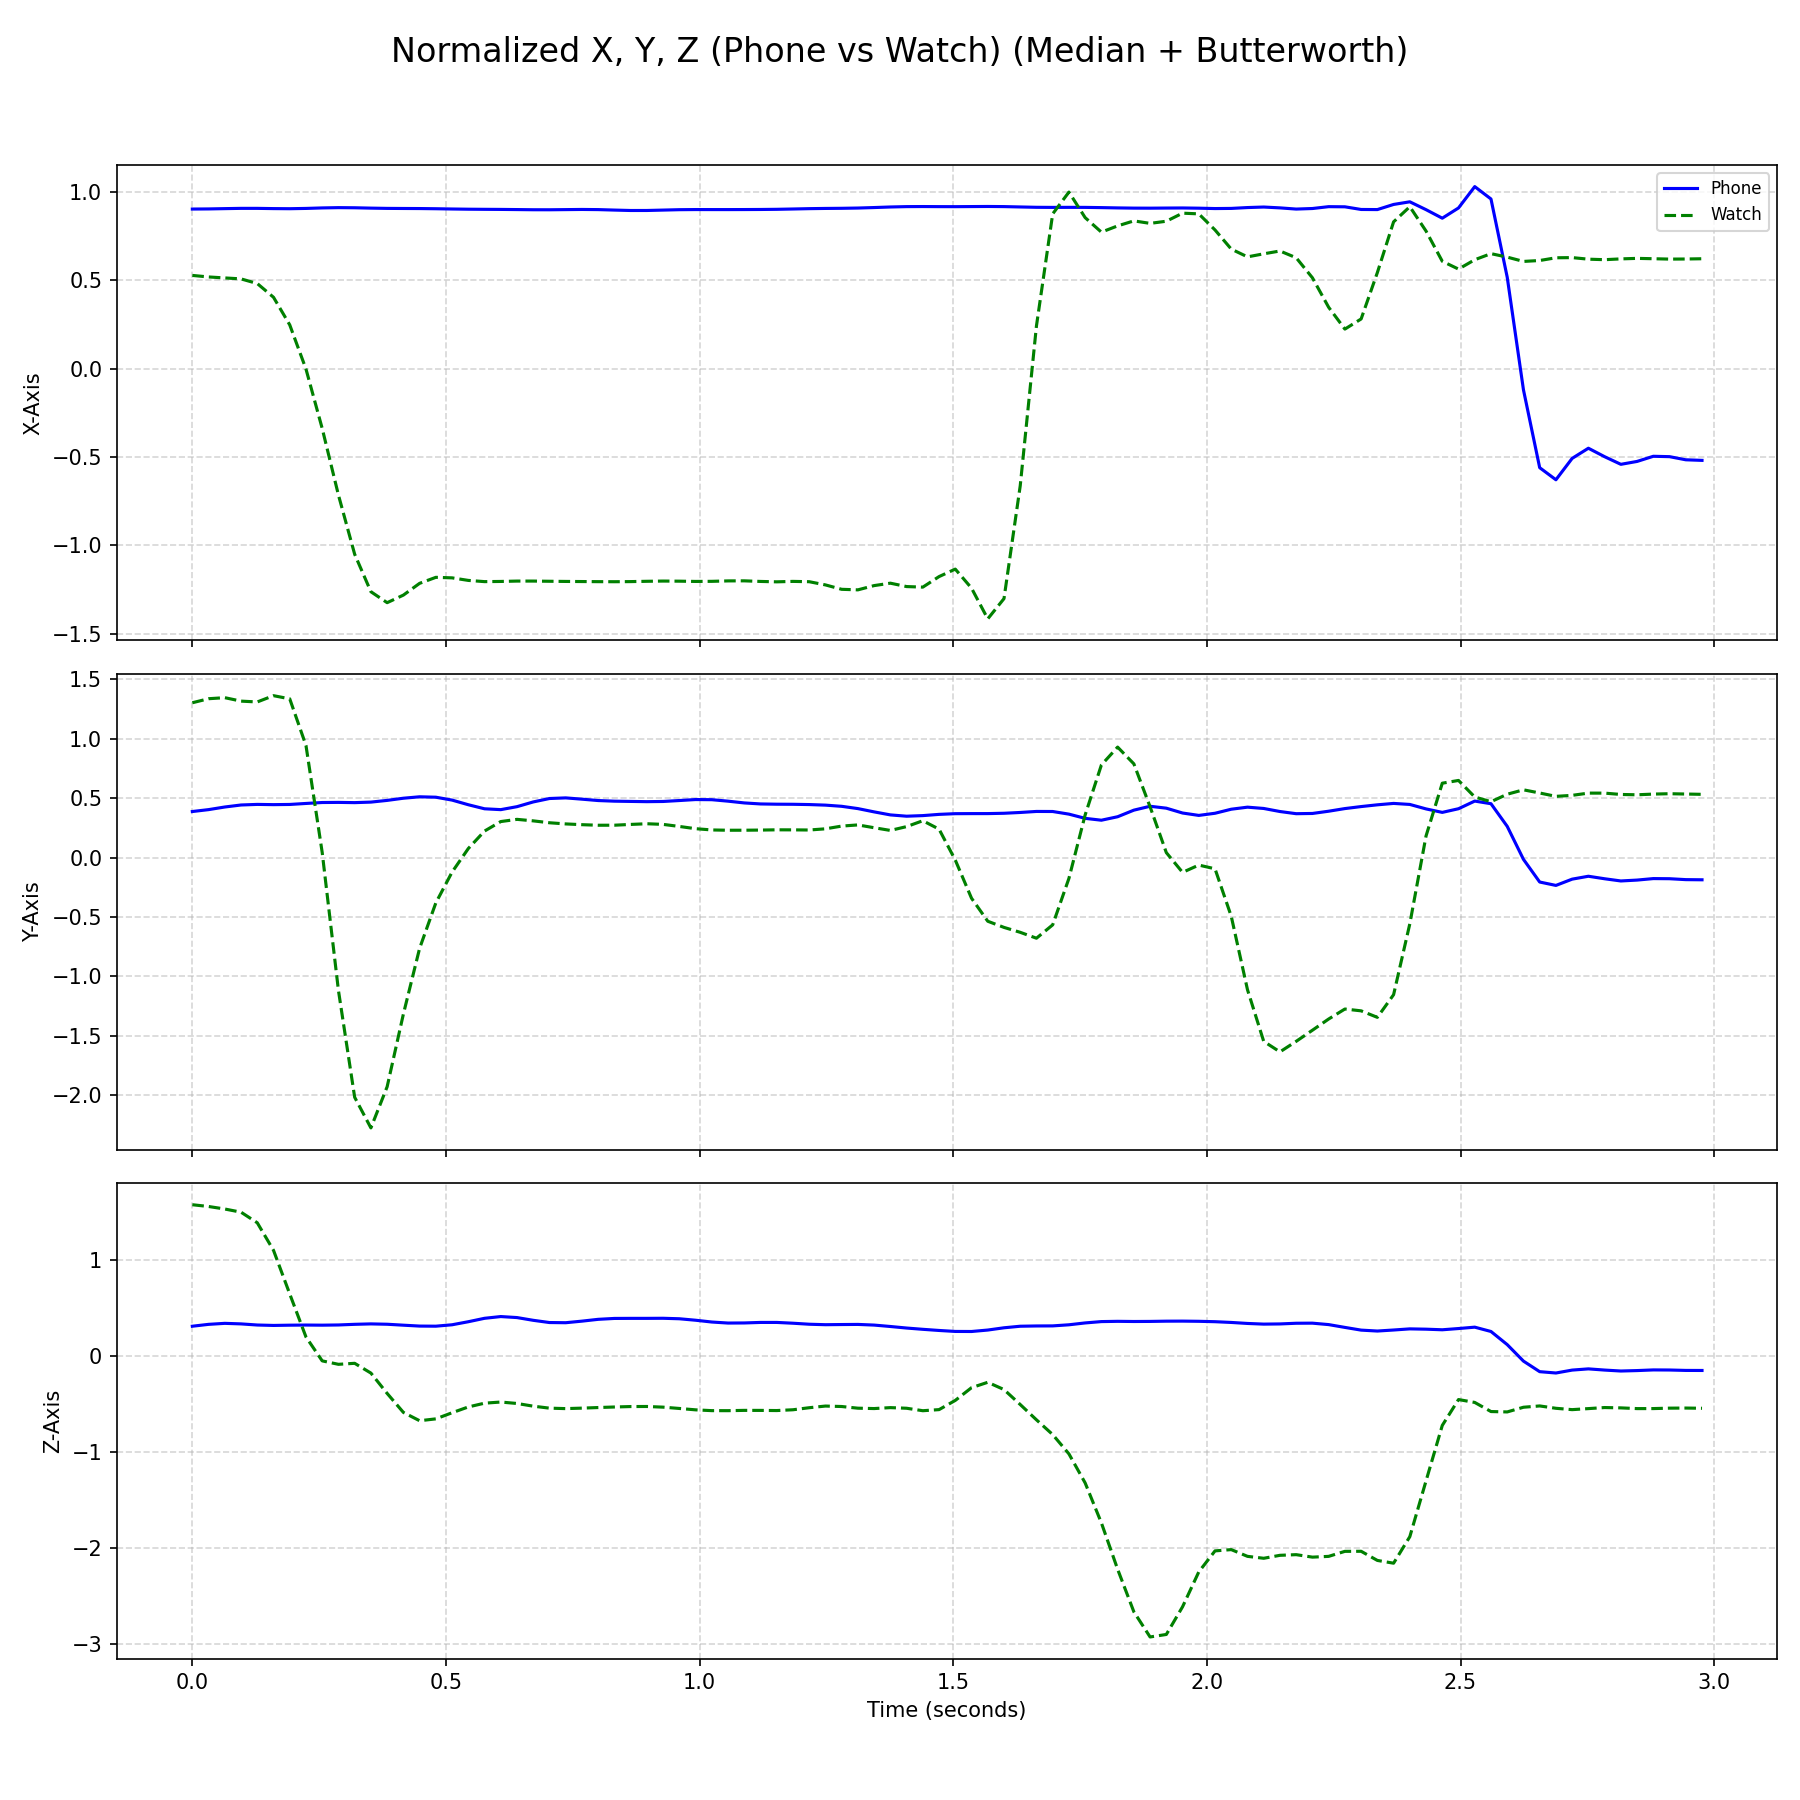 Normalized X, Y, Z (Phone vs Watch) (Median + Butterworth)
Phone
Watch
1.0
0.5
0.0
−0.5
−1.0
−1.5
X-Axis
1.5
1.0
0.5
0.0
−0.5
−1.0
−1.5
−2.0
Y-Axis
1
0
−1
−2
−3
Z-Axis
0.0 0.5 1.0 1.5 2.0 2.5 3.0
Time (seconds)